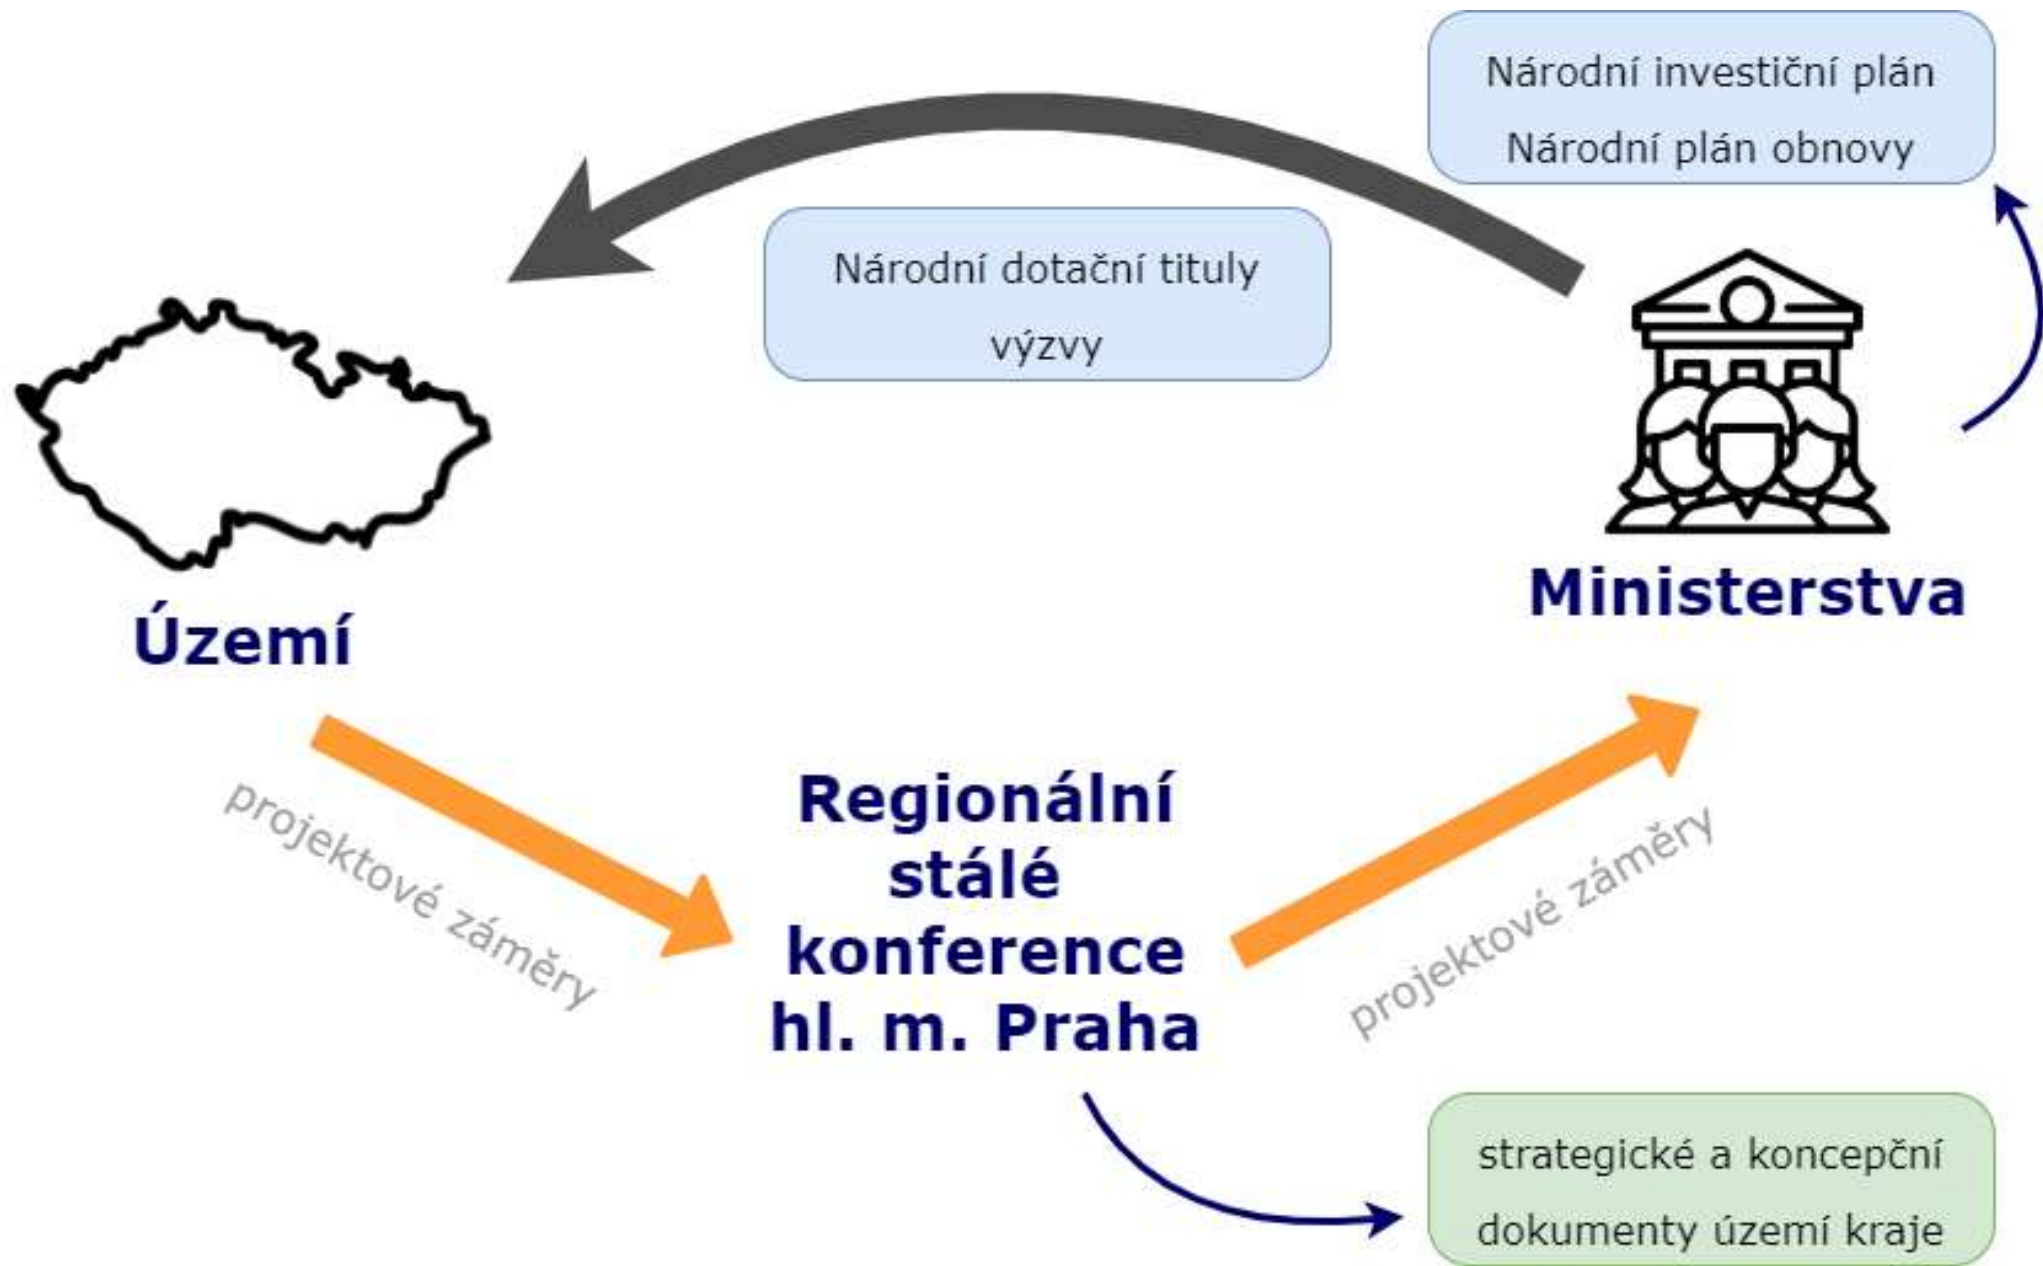 Národní investiční plán
Národní plán obnovy
Národní dotační tituly
výzvy
Území
Ministerstva
projektové záměry
Regionální
stálé
konference
hl. m. Praha
projektové záměry
strategické a koncepční
dokumenty území kraje